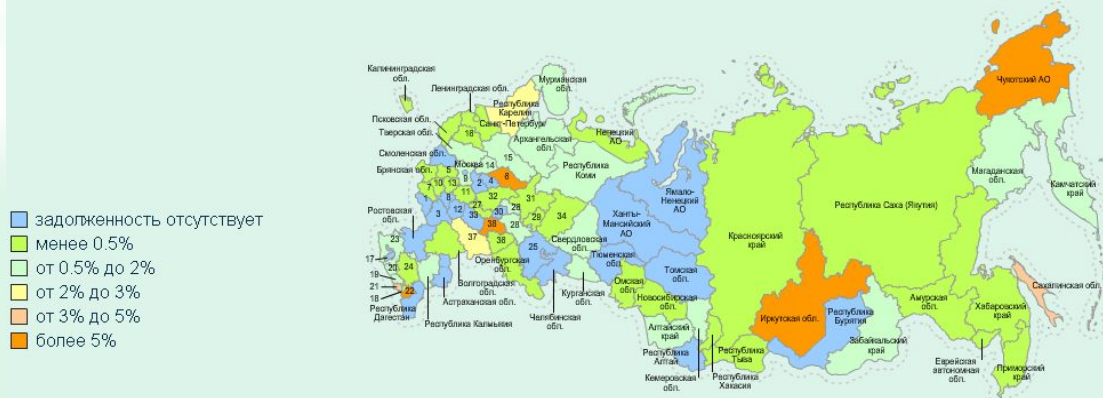 задолженность отсутствует
менее 0.5%
от 0.5% до 2%
от 2% до 3%
от 3% до 5%
более 5%
Калининградская
обл.
Ленинградская обл.
Мурманская
обл.
Республика
Карелия
Санкт-Петербург
Псковская обл.
Тверская обл.
Архангельская
обл.
Ненецкий
АО
Смоленская обл.
Москва
Брянская обл.
Республика
Коми
Ямало-
Ненецкий
АО
Ханты-
Мансийский
АО
Ростовская
обл.
Свердловская
обл.
Тюменская
обл.
Томская
обл.
Оренбургская
обл.
Волгоградская
обл.
Астраханская обл.
Республика
Дагестан
Республика Калмыкия
Челябинская
обл.
Курганская
обл.
Омская
обл.
Новосибирская
обл.
Алтайский
край
Республика
Алтай
Кемеровская
обл.
Республика
Хакасия
Республика
Тыва
Красноярский
край
Иркутская обл.
Республика
Бурятия
Забайкальский
край
Республика Саха (Якутия)
Чукотский АО
Магаданская
обл.
Камчатский
край
Сахалинская обл.
Амурская
обл.
Хабаровский
край
Еврейская
автономная
обл.
Приморский
край
18
15
14
5
9
2
4
6
7
10
13
1
8
11
32
31
3
12
27
33
33
28
28
29
34
38
37
38
25
23
17
20
24
19
21
18
22